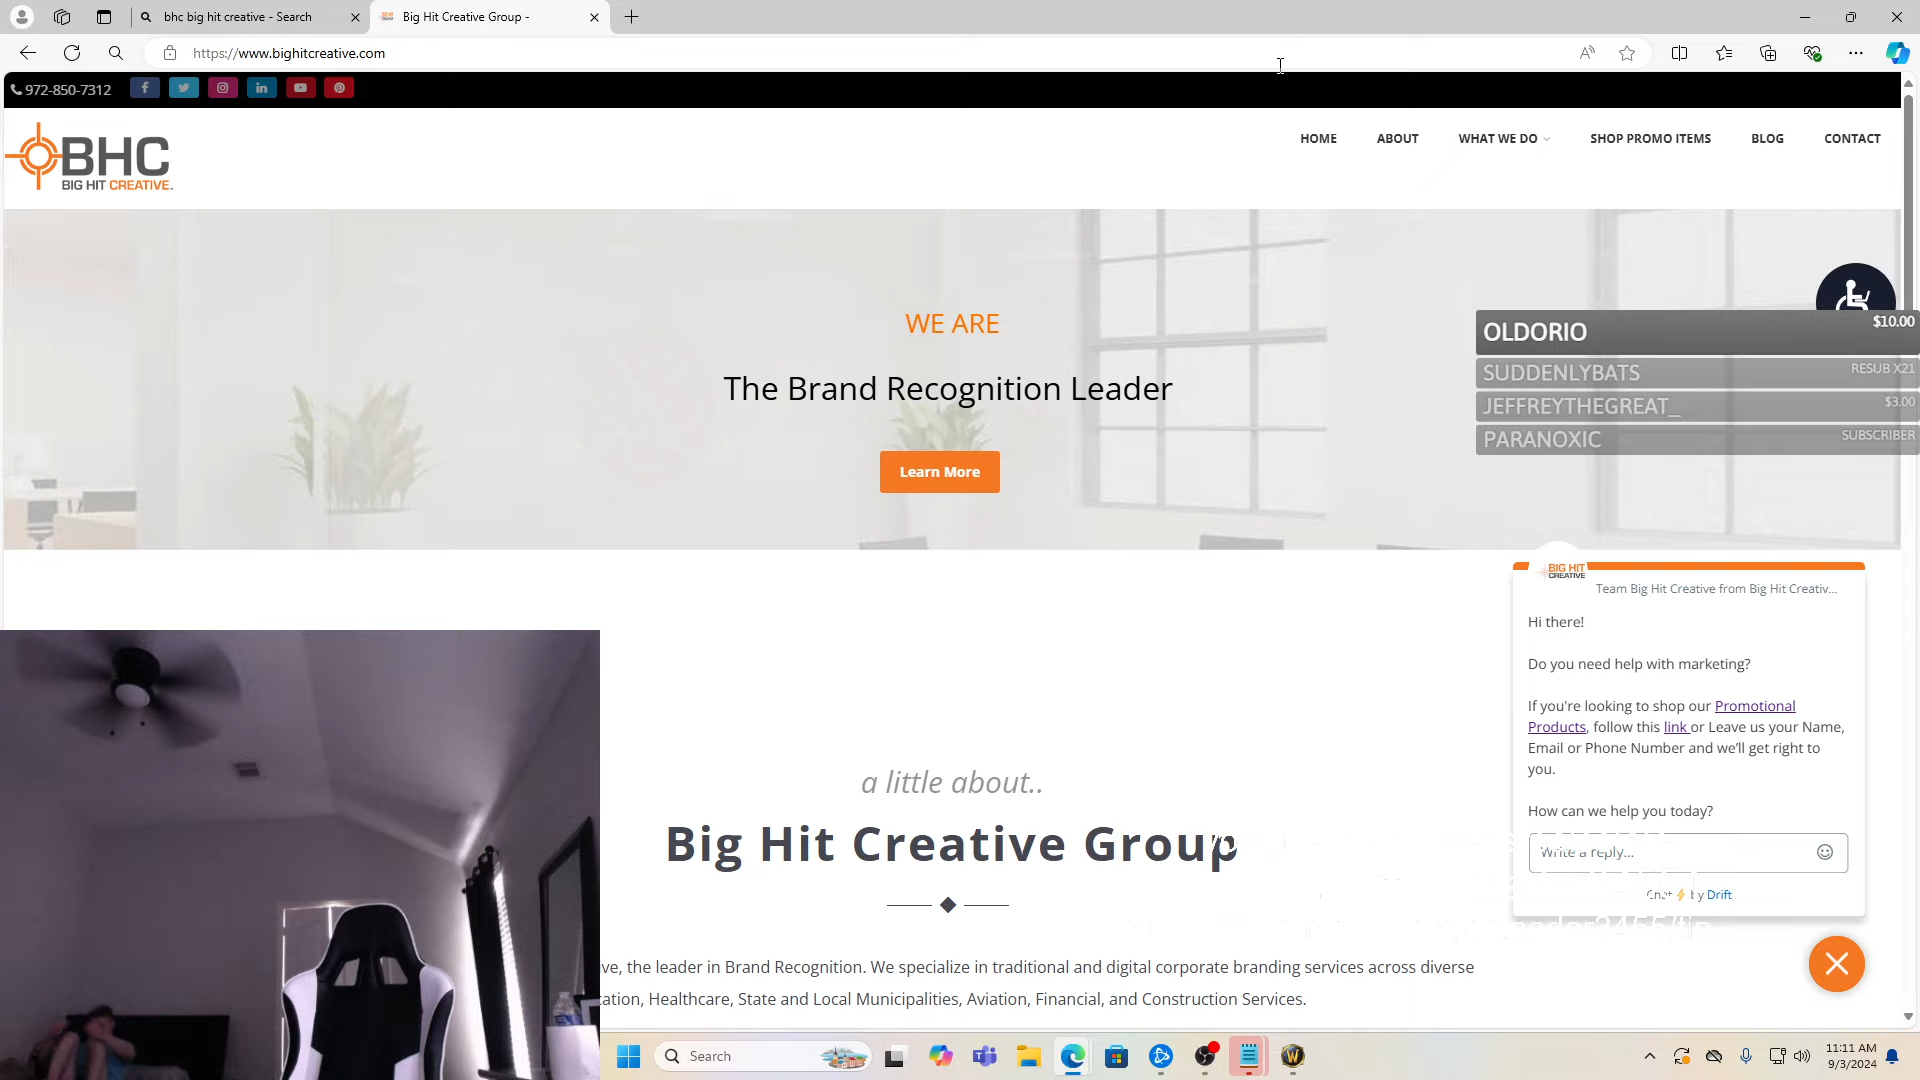 bhc big hit creative - Search
Big Hit Creative Group -
https://www.bighitcreative.com
972-850-7312
BHC
BIG HIT CREATIVE.
HOME
ABOUT
WHAT WE DO
SHOP PROMO ITEMS
BLOG
CONTACT
WE ARE
The Brand Recognition Leader
Learn More
OLDORIO $10.00
SUDDENLYBATS RESUB X21
JEFFREYTHEGREAT_ $3.00
PARANOXIC SUBSCRIBER
BIG HIT
CREATIVE
Team Big Hit Creative from Big Hit Creativ...
Hi there!
Do you need help with marketing?
If you're looking to shop our Promotional
Products, follow this link or Leave us your Name,
Email or Phone Number and we'll get right to
you.
How can we help you today?
Write a reply...
Chat ⚡ by Drift
a little about..
Big Hit Creative Group
ve, the leader in Brand Recognition. We specialize in traditional and digital corporate branding services across diverse
cation, Healthcare, State and Local Municipalities, Aviation, Financial, and Construction Services.
Search
11:11 AM
9/3/2024